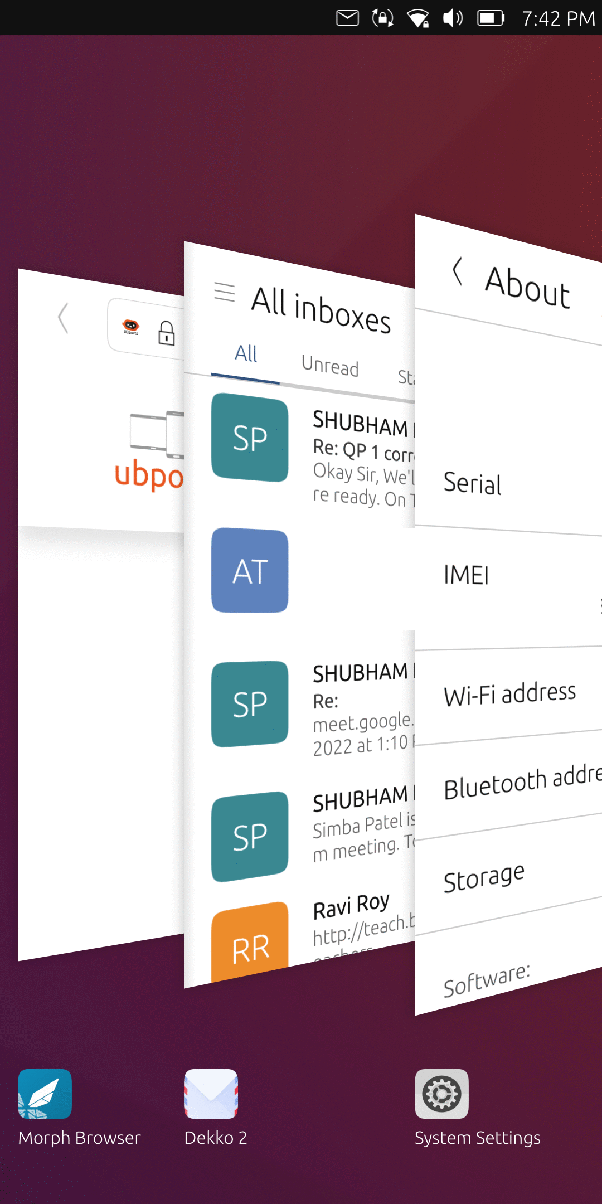 7:42 PM
ubpo
All inboxes
All
Unread
St
SP
SHUBHAM
Re: QP 1 corr
Okay Sir, We'l
re ready. On T
AT
SP
SHUBHAM
Re:
meet.google.
2022 at 1:10
SP
SHUBHAM
Simba Patel is
m meeting. To
RR
Ravi Roy
http://teach.b
About
Serial
IMEI
Wi-Fi address
Bluetooth addre
Storage
Software:
Morph Browser
Dekko 2
System Settings